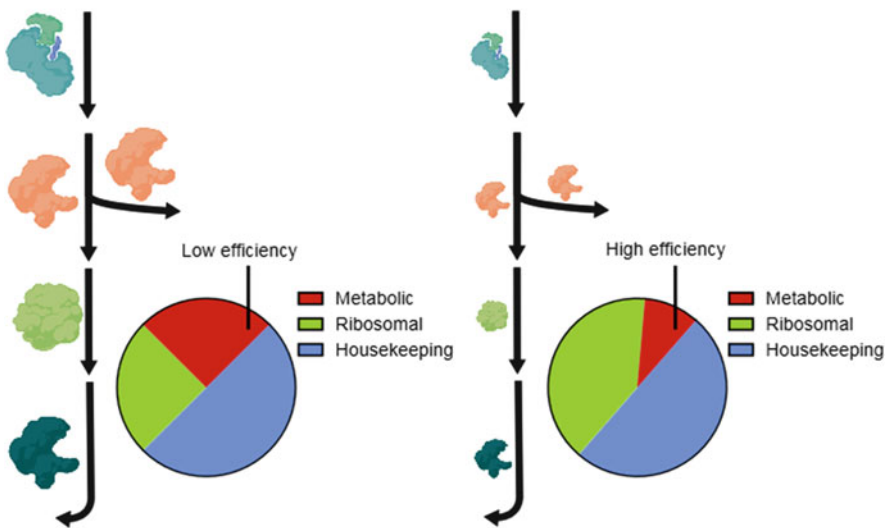 Low efficiency
Metabolic
Ribosomal
Housekeeping
High efficiency
Metabolic
Ribosomal
Housekeeping